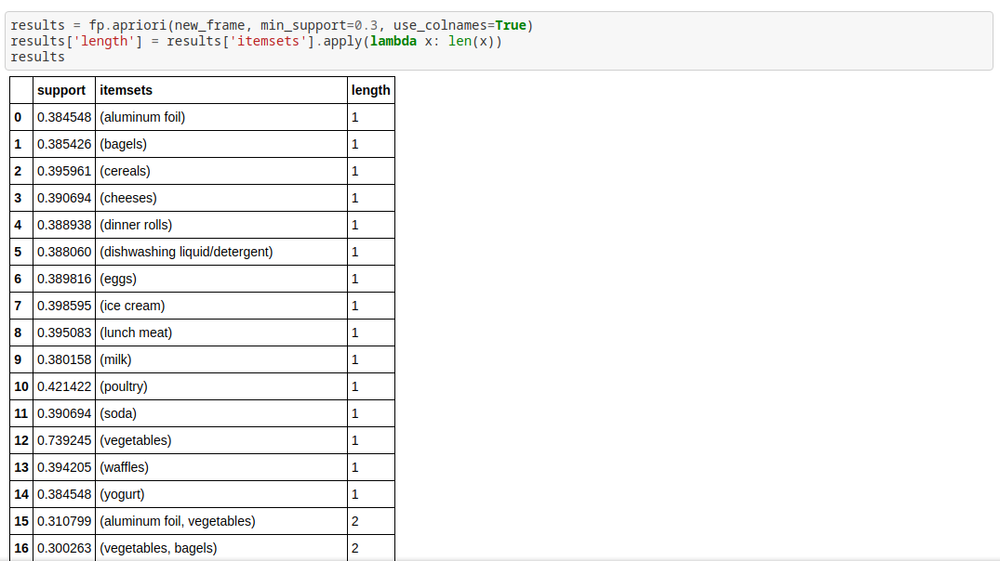 results = fp.apriori(new_frame, min_support=0.3, use_colnames=True)
results['length'] = results['itemsets'].apply(lambda x: len(x))
results
support itemsets length
0 0.384548 (aluminum foil) 1
1 0.385426 (bagels) 1
2 0.395961 (cereals) 1
3 0.390694 (cheeses) 1
4 0.388938 (dinner rolls) 1
5 0.388060 (dishwashing liquid/detergent) 1
6 0.389816 (eggs) 1
7 0.398595 (ice cream) 1
8 0.395083 (lunch meat) 1
9 0.380158 (milk) 1
10 0.421422 (poultry) 1
11 0.390694 (soda) 1
12 0.739245 (vegetables) 1
13 0.394205 (waffles) 1
14 0.384548 (yogurt) 1
15 0.310799 (aluminum foil, vegetables) 2
16 0.300263 (vegetables, bagels) 2